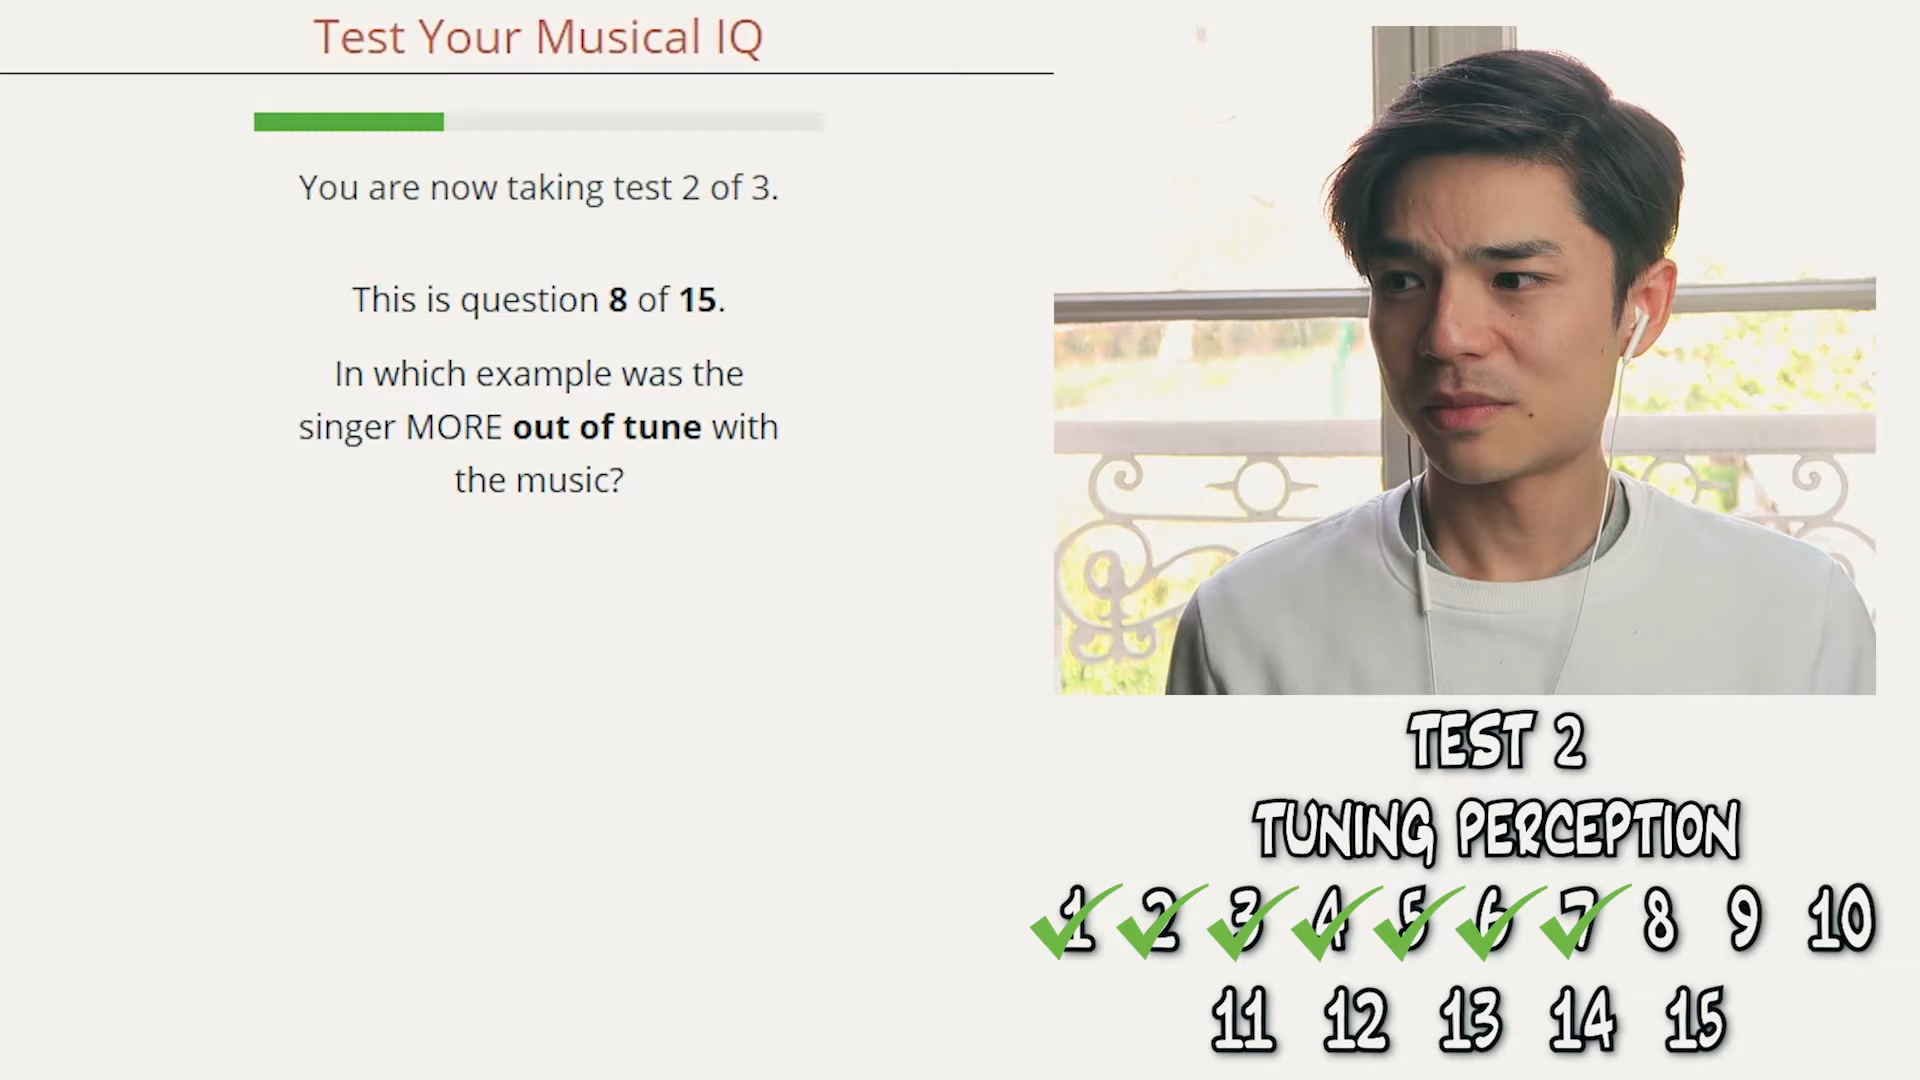 Test Your Musical IQ
You are now taking test 2 of 3.
This is question 8 of 15.
In which example was the
singer MORE out of tune with
the music?
TEST 2
TUNING PERCEPTION
1 2 3 4 5 6 7 8 9 10
11 12 13 14 15